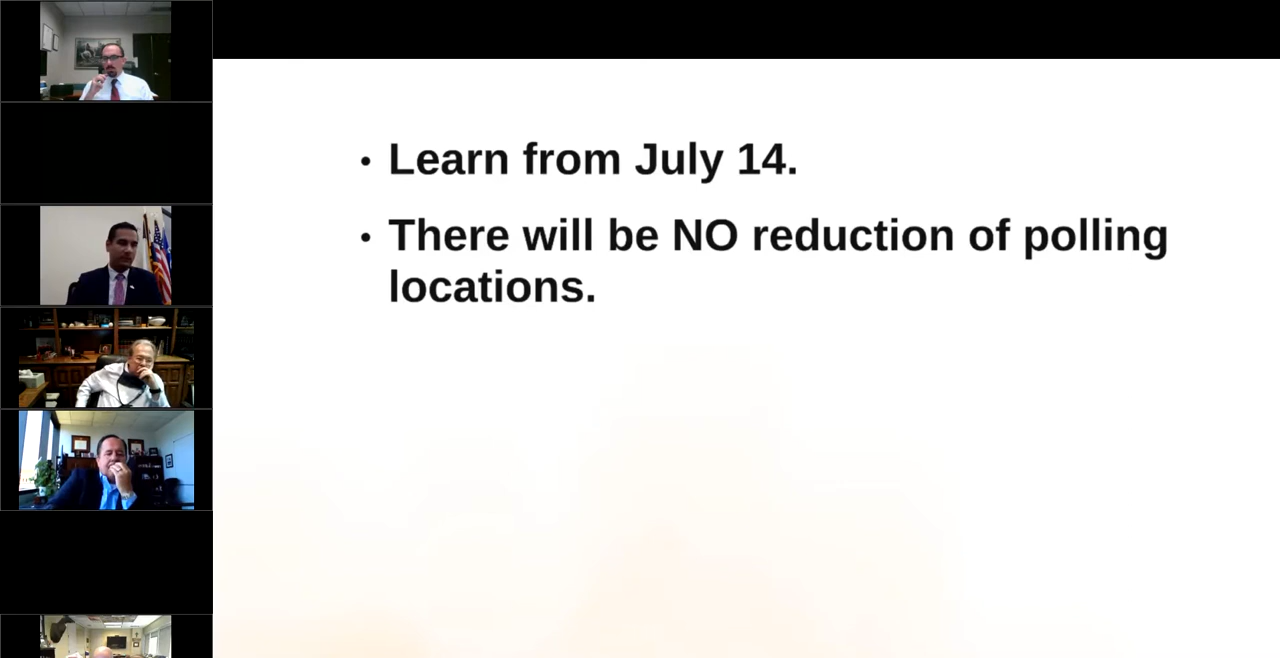 • Learn from July 14.
• There will be NO reduction of polling
locations.